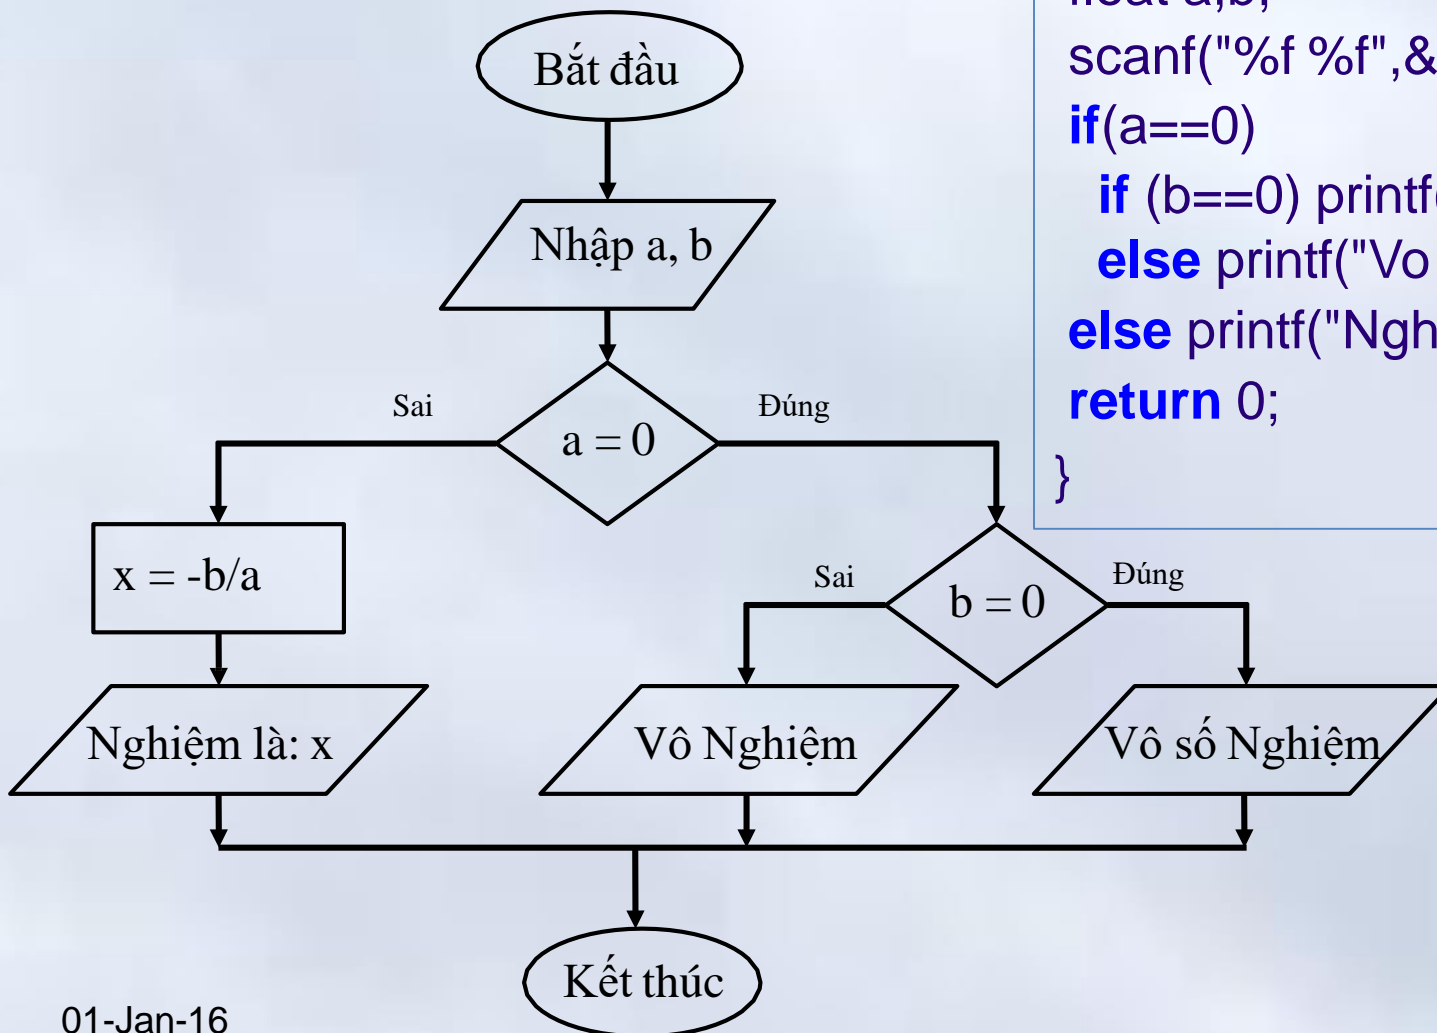 Bắt đầu
Nhập a, b
Sai
Đúng
a = 0
x = -b/a
Sai
Đúng
b = 0
Nghiệm là: x
Vô Nghiệm
Vô số Nghiệm
Kết thúc
01-Jan-16
float a,b;
scanf("%f %f",&
if(a==0)
if (b==0) printf(
else printf("Vo
else printf("Ngh
return 0;
}